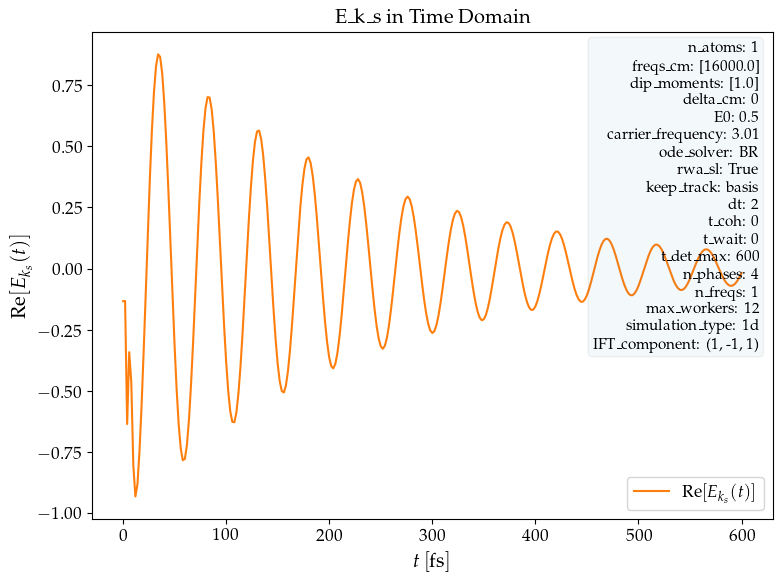 E_k_s in Time Domain
n_atoms: 1
freqs_cm: [16000.0]
dip_moments: [1.0]
delta_cm: 0
E0: 0.5
carrier_frequency: 3.01
ode_solver: BR
rwa_sl: True
keep_track: basis
dt: 2
t_coh: 0
t_wait: 0
t_det_max: 600
n_phases: 4
n_freqs: 1
max_workers: 12
simulation_type: 1d
IFT_component: (1, -1, 1)
0.75
0.50
0.25
0.00
−0.25
−0.50
−0.75
−1.00
Re[E_{k_s}(t)]
Re[E_{k_s}(t)]
0 100 200 300 400 500 600
t [fs]